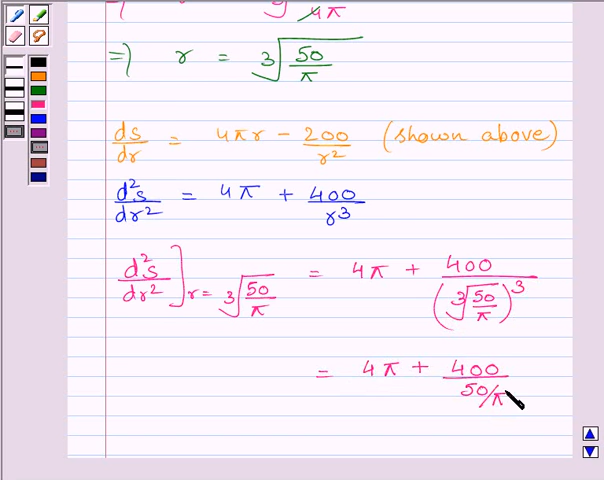 4π
⇒ r = ∛(50/π)
ds/dr = 4πr − 200/r² (shown above)
d²s/dr² = 4π + 400/r³
d²s/dr²]r=∛(50/π) = 4π + 400/(∛(50/π))³
= 4π + 400/(50/π)